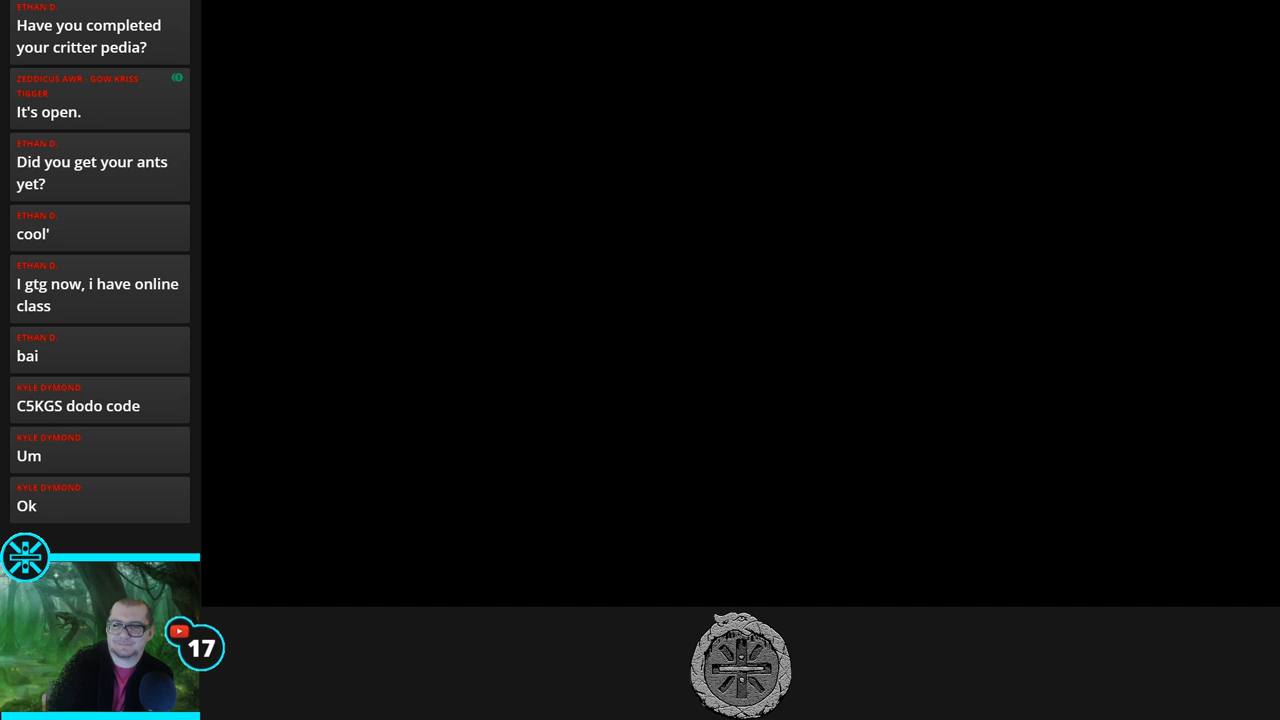 ETHAN D.
Have you completed
your critter pedia?
ZEDDICUS AWR - GOW KRISS
TIGGER
It's open.
ETHAN D.
Did you get your ants
yet?
ETHAN D.
cool'
ETHAN D.
I gtg now, i have online
class
ETHAN D.
bai
KYLE DYMOND
C5KGS dodo code
KYLE DYMOND
Um
KYLE DYMOND
Ok
17